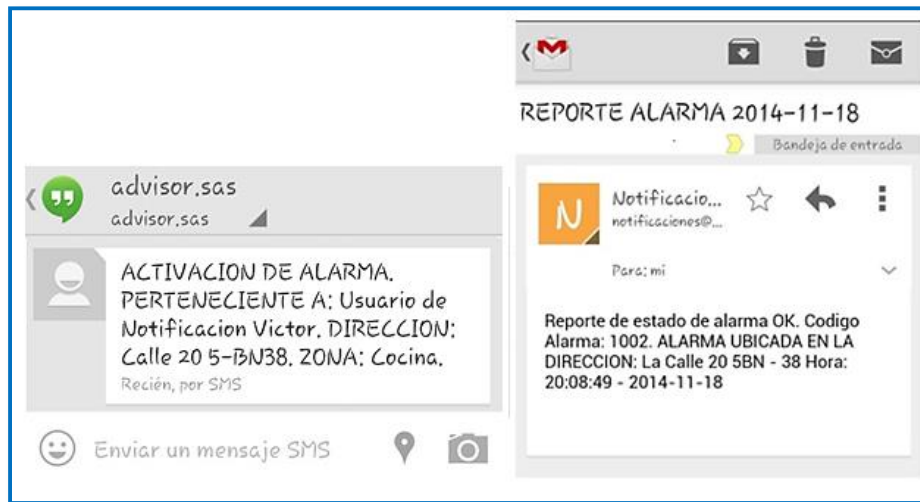 advisor.sas
advisor.sas
ACTIVACION DE ALARMA.
PERTENECIENTE A: Usuario de
Notificacion Victor. DIRECCION:
Calle 20 5-BN38. ZONA: Cocina.
Recién, por SMS
Enviar un mensaje SMS
REPORTE ALARMA 2014-11-18
Bandeja de entrada
N
Notificacio...
notificaciones@...
Para: mi
Reporte de estado de alarma OK. Codigo
Alarma: 1002. ALARMA UBICADA EN LA
DIRECCION: La Calle 20 5BN - 38 Hora:
20:08:49 - 2014-11-18